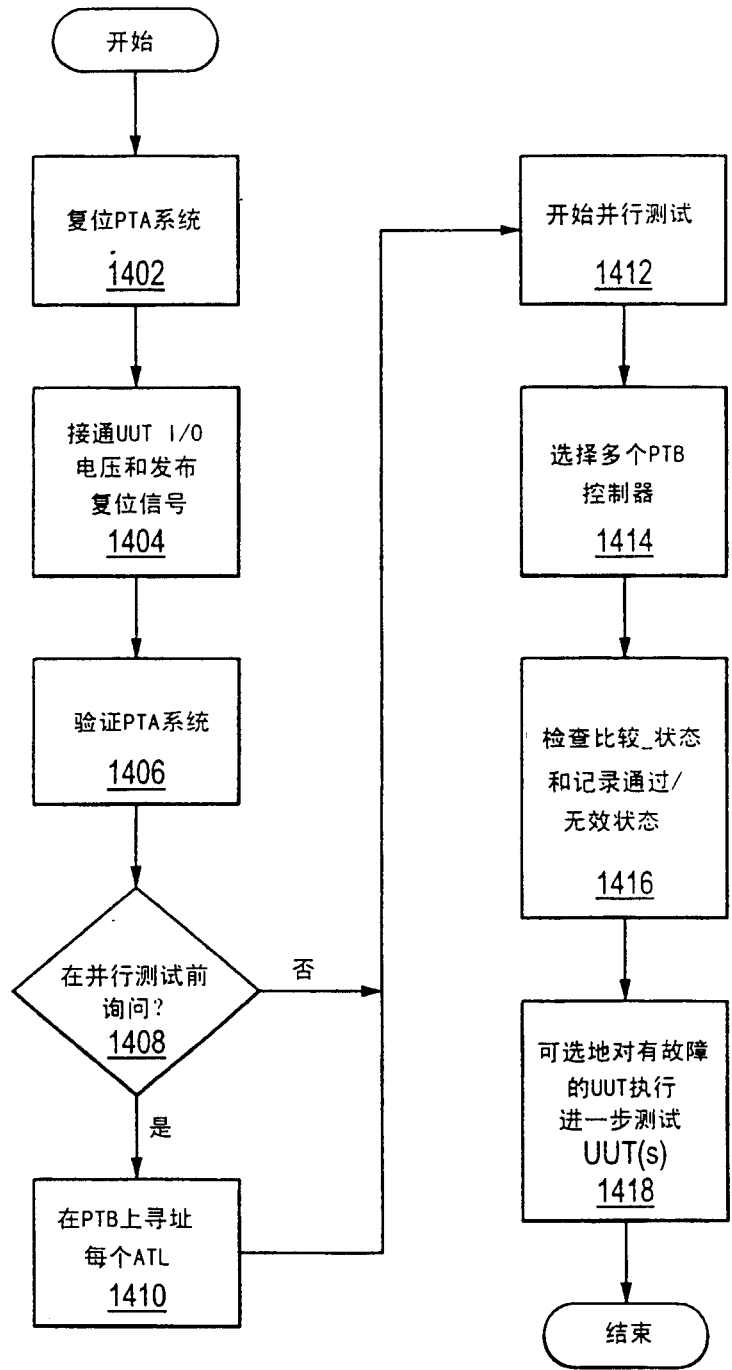 开始
复位PTA系统
1402
接通UUT I/O
电压和发布
复位信号
1404
验证PTA系统
1406
在并行测试前
询问?
1408
否
是
在PTB上寻址
每个ATL
1410
开始并行测试
1412
选择多个PTB
控制器
1414
检查比较_状态
和记录通过/
无效状态
1416
可选地对有故障
的UUT执行
进一步测试
UUT(s)
1418
结束